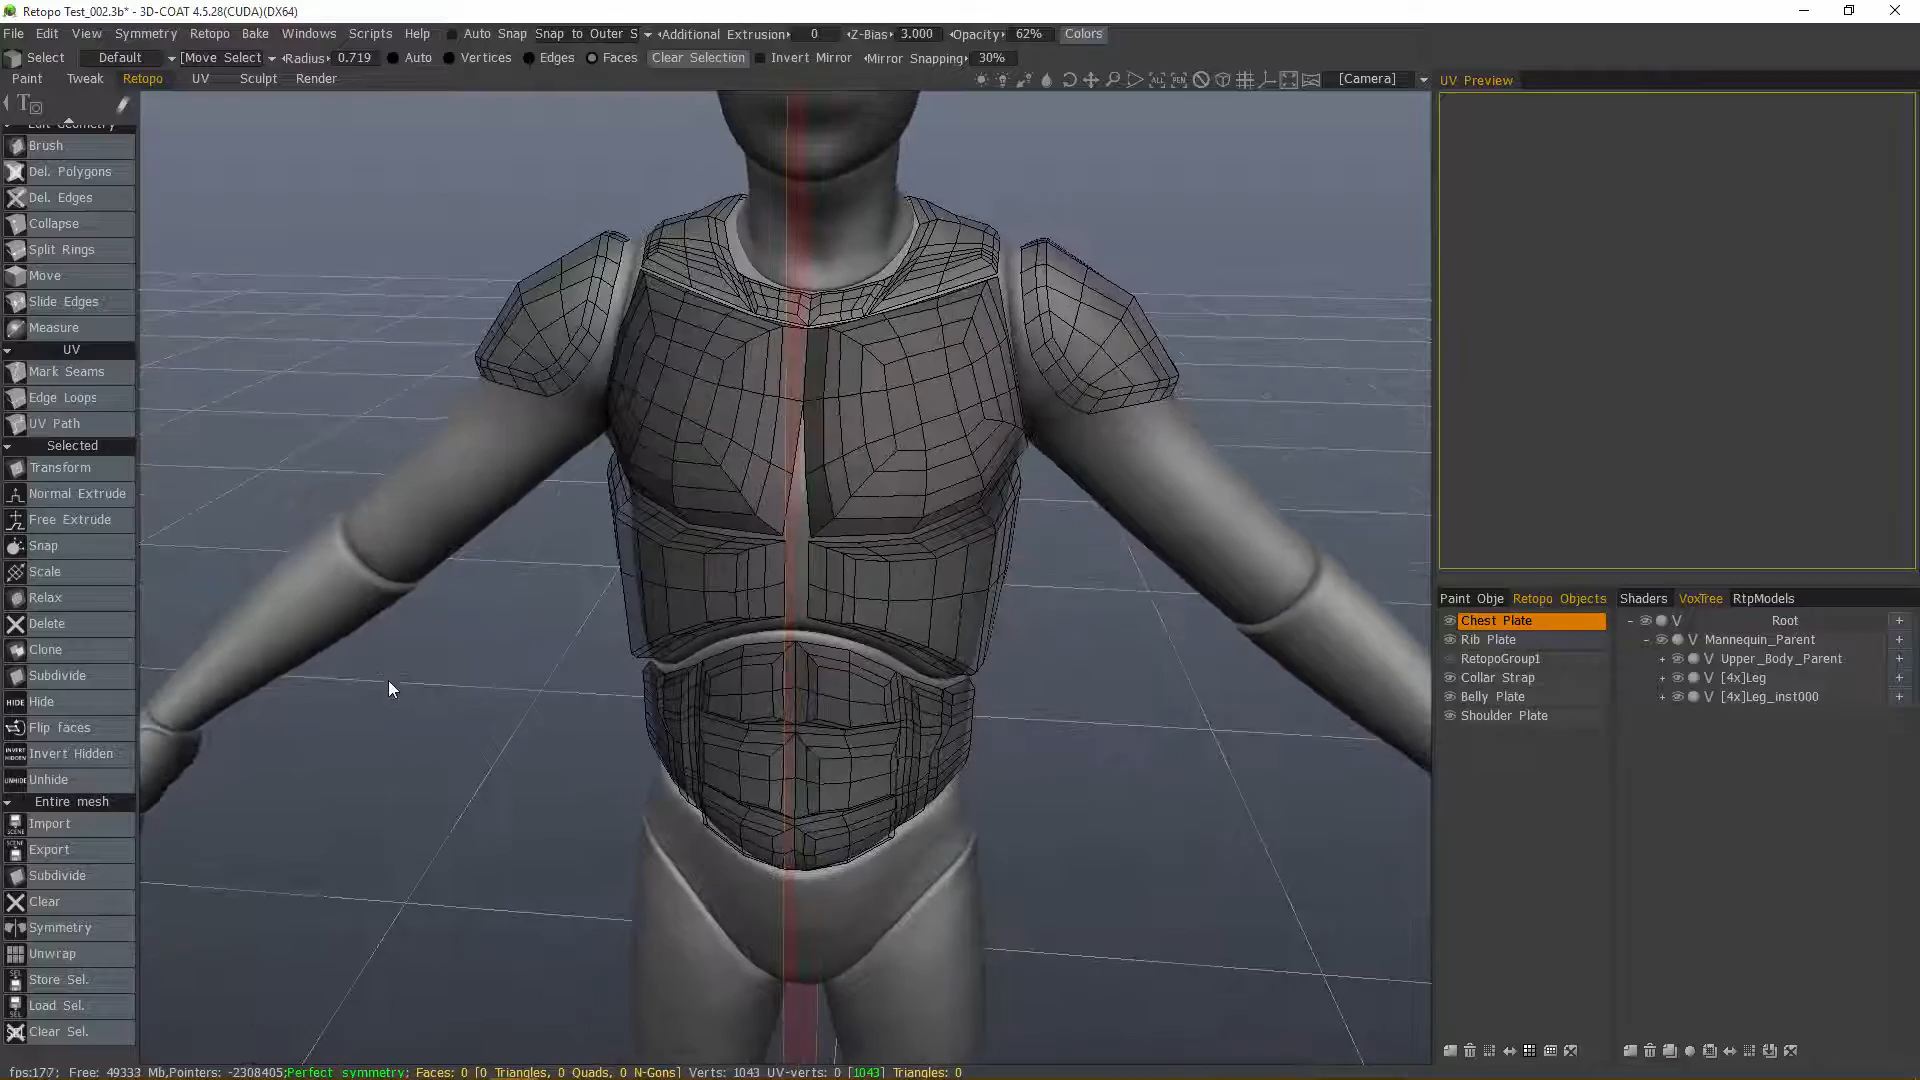 Retopo Test_002.3b* - 3D-COAT 4.5.28(CUDA)(DX64)
File Edit View Symmetry Retopo Bake Windows Scripts Help Auto Snap Snap to Outer S Additional Extrusion 0 Z-Bias 3.000 Opacity 62% Colors
Select Default [Move Select Radius 0.719 Auto Vertices Edges Faces Clear Selection Invert Mirror Mirror Snapping 30%
Paint Tweak Retopo UV Sculpt Render [Camera] UV Preview
Edit Geometry
Brush
Del. Polygons
Del. Edges
Collapse
Split Rings
Move
Slide Edges
Measure
UV
Mark Seams
Edge Loops
UV Path
Selected
Transform
Normal Extrude
Free Extrude
Snap
Scale
Relax
Delete
Clone
Subdivide
HIDE Hide
Flip faces
INVERT HIDDEN Invert Hidden
UNHIDE Unhide
Entire mesh
Import
Export
Subdivide
Clear
Symmetry
Unwrap
Store Sel.
Load Sel.
Clear Sel.
Paint Obje Retopo Objects
Chest Plate
Rib Plate
RetopoGroup1
Collar Strap
Belly Plate
Shoulder Plate
Shaders VoxTree RtpModels
- V Root +
- V Mannequin_Parent +
+ V Upper_Body_Parent +
+ V [4x]Leg +
+ V [4x]Leg_inst000 +
fps:177; Free: 49333 Mb,Pointers: -2308405;Perfect symmetry; Faces: 0 [0 Triangles, 0 Quads, 0 N-Gons] Verts: 1043 UV-verts: 0 [1043] Triangles: 0